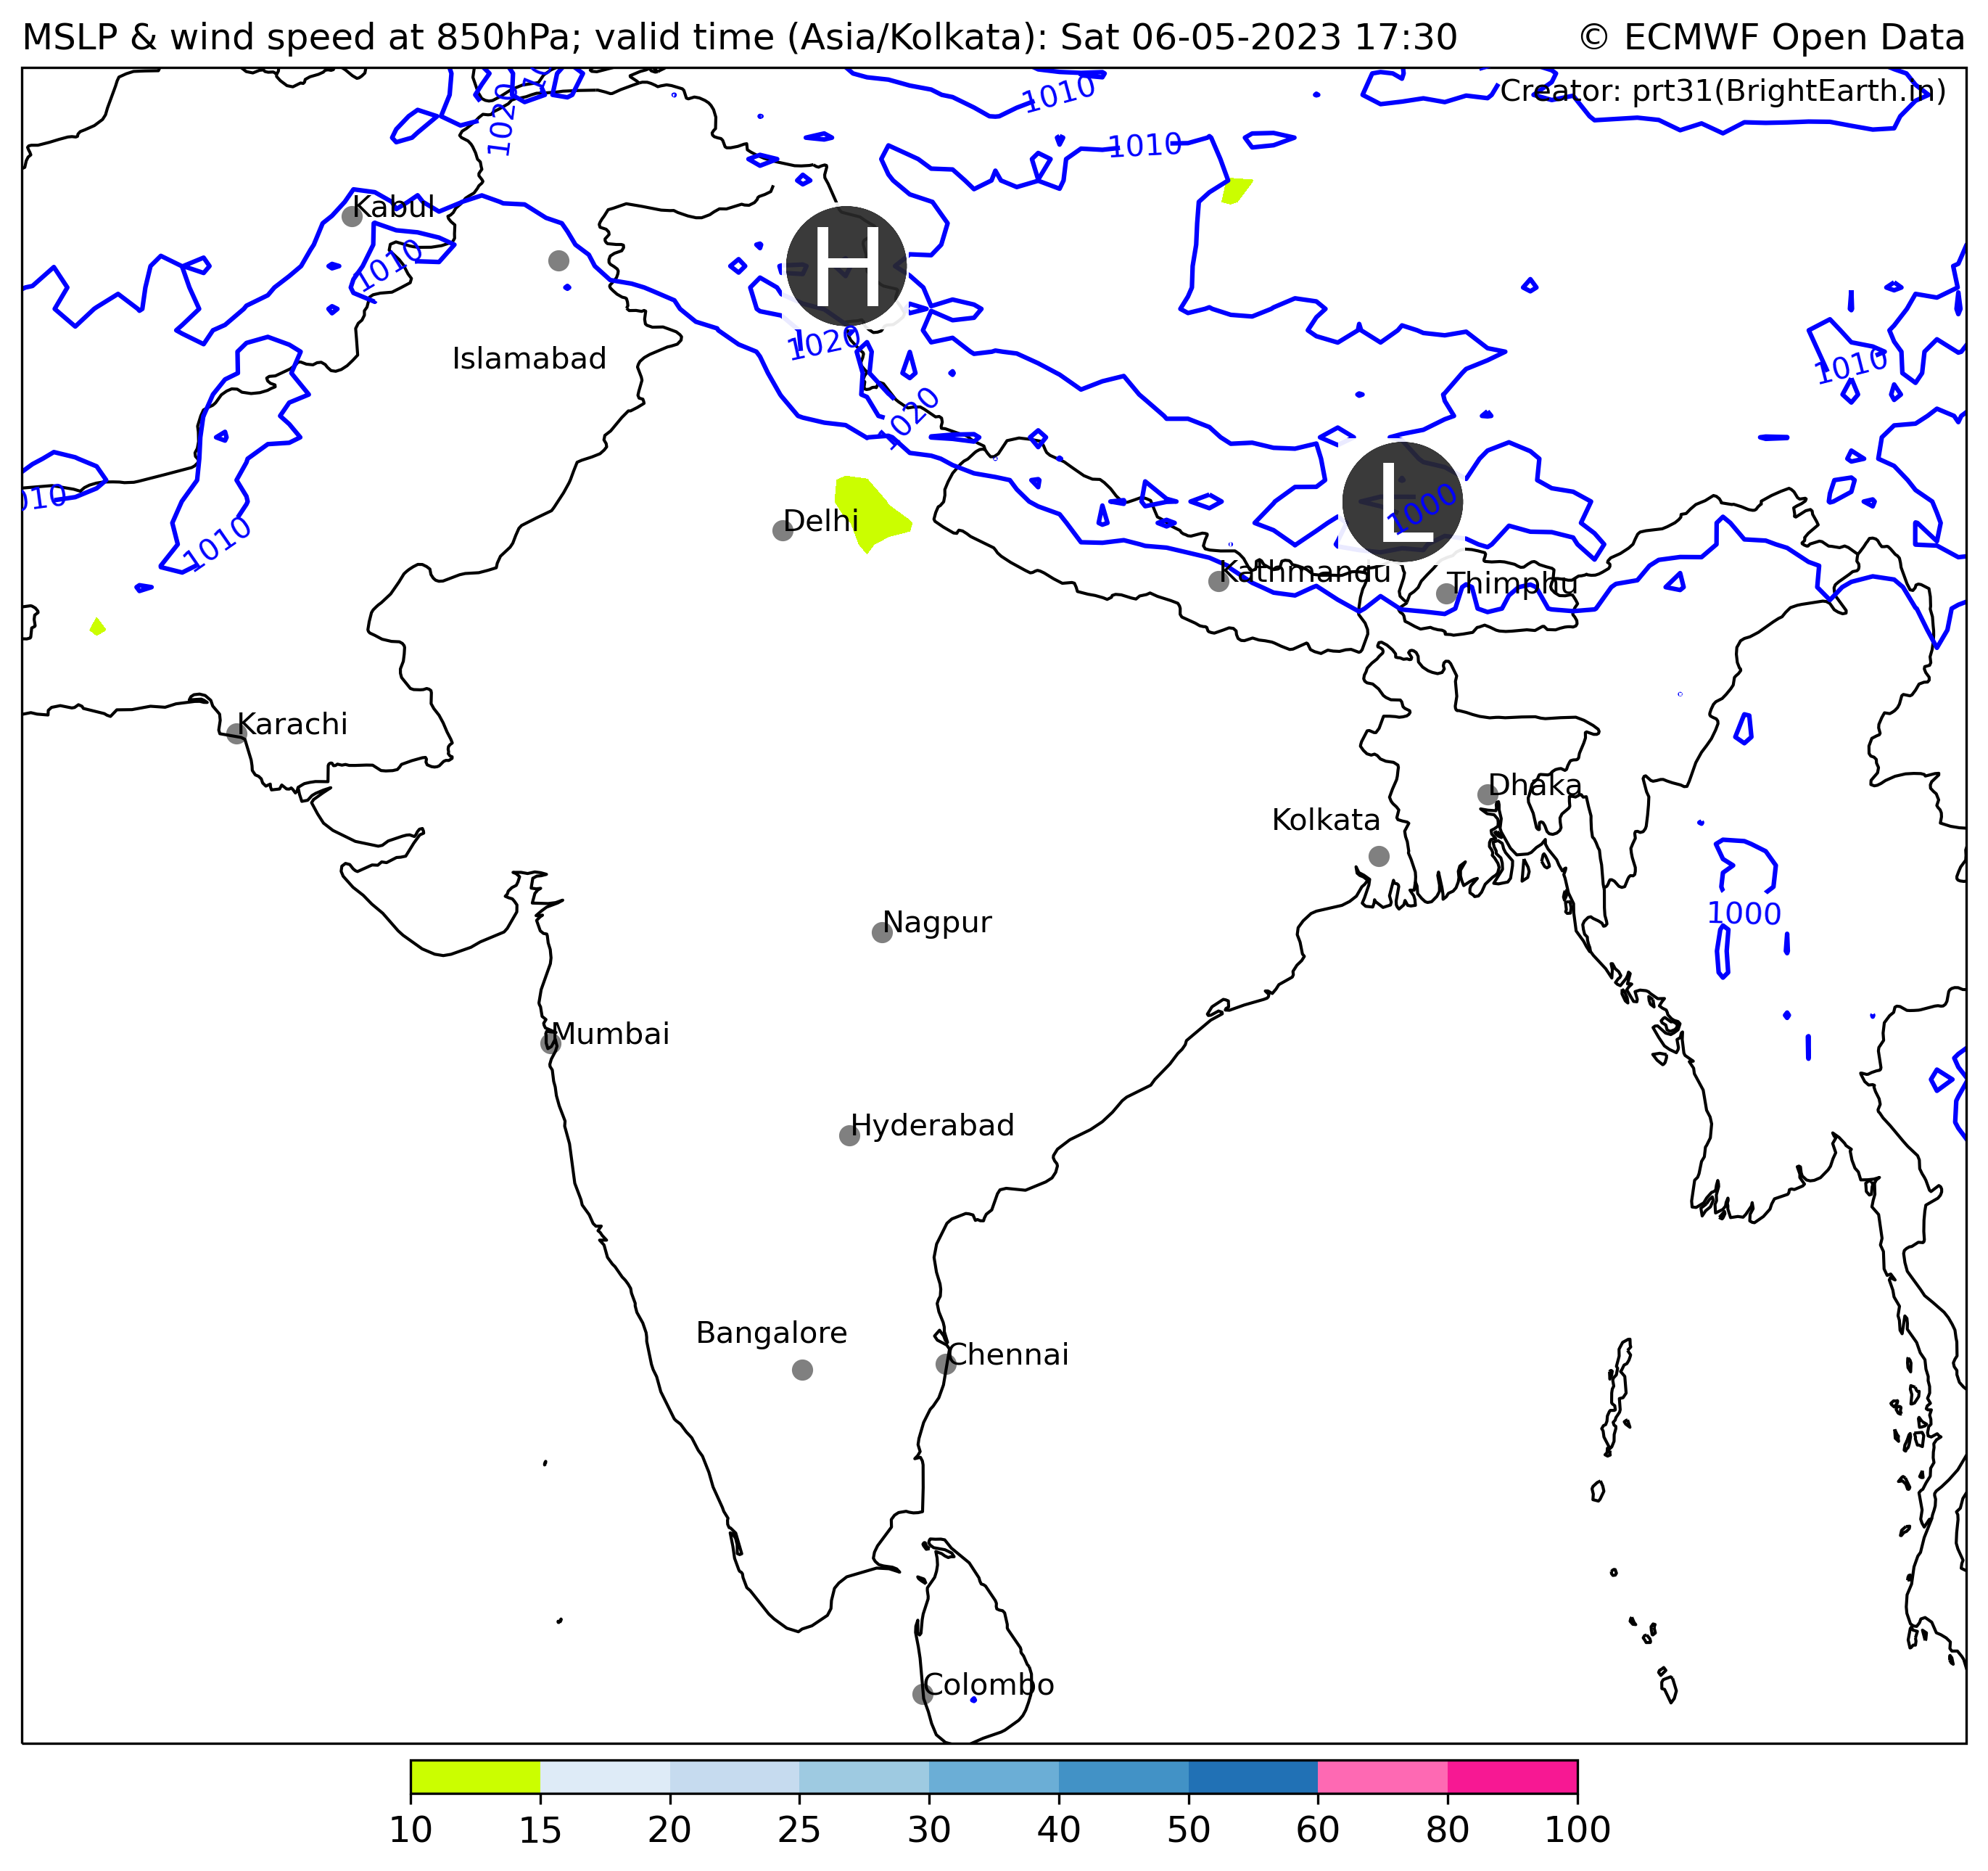 MSLP & wind speed at 850hPa; valid time (Asia/Kolkata): Sat 06-05-2023 17:30 © ECMWF Open Data
Creator: prt31(BrightEarth.in)
1010
1020
1010
Kabul
1010
H
1020
Islamabad
1010
1020
1010
L
1000
Delhi
1010
Kathmandu
Thimphu
Karachi
Dhaka
Kolkata
1000
Nagpur
Mumbai
Hyderabad
Bangalore
Chennai
Colombo
10 15 20 25 30 40 50 60 80 100